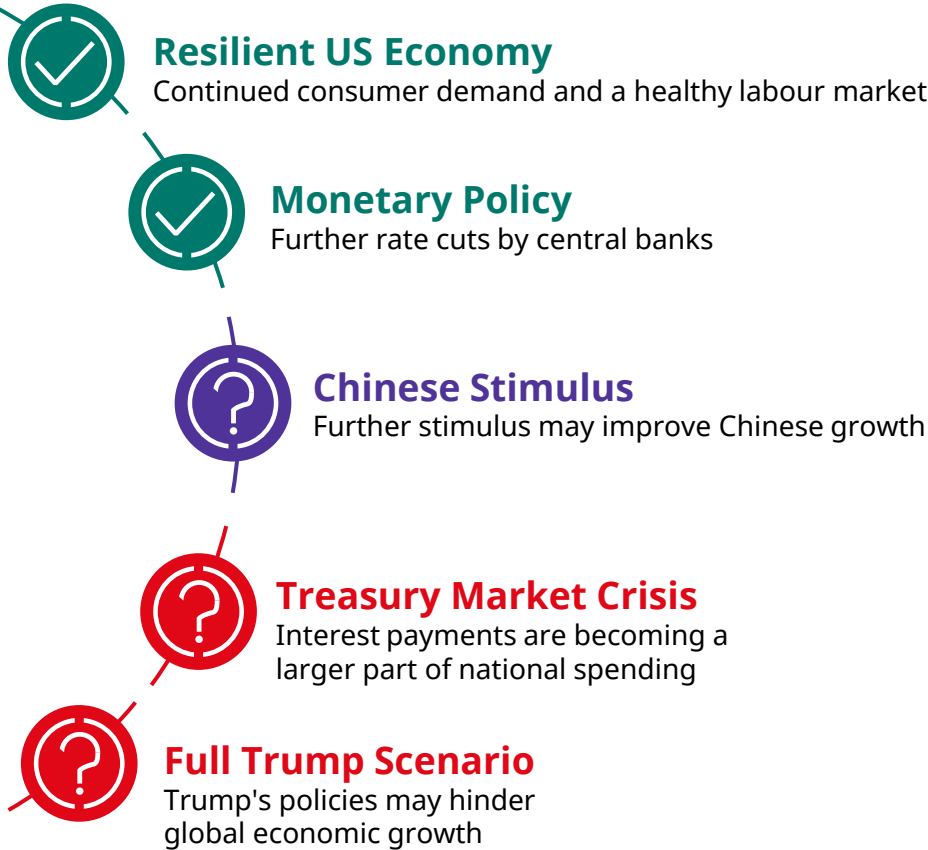 Resilient US Economy
Continued consumer demand and a healthy labour market
Monetary Policy
Further rate cuts by central banks
Chinese Stimulus
Further stimulus may improve Chinese growth
Treasury Market Crisis
Interest payments are becoming a
larger part of national spending
Full Trump Scenario
Trump's policies may hinder
global economic growth